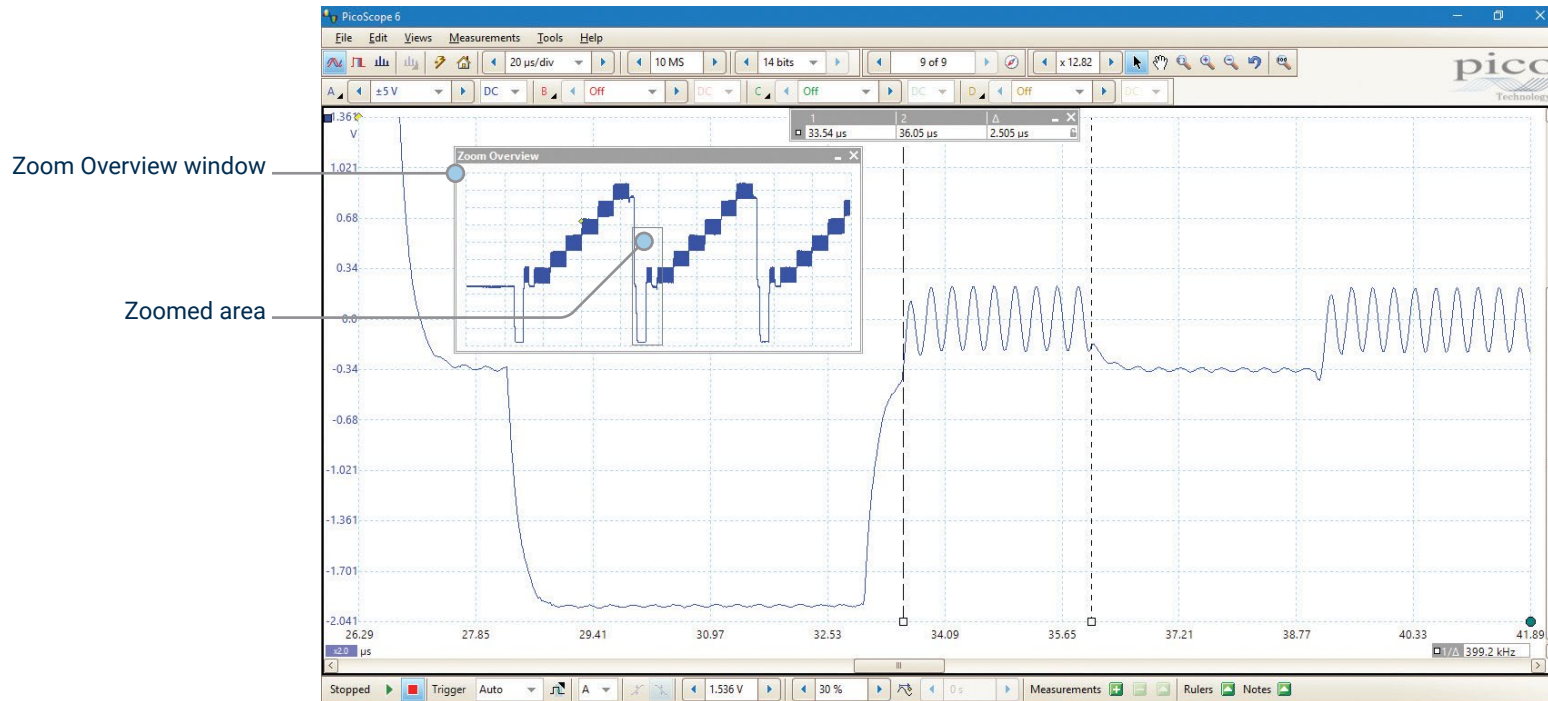 PicoScope 6
File Edit Views Measurements Tools Help
20 µs/div 10 MS 14 bits 9 of 9 x 12.82
pico
Technology
A ±5 V DC B Off DC C Off DC D Off DC
1 2 Δ
33.54 µs 36.05 µs 2.505 µs
Zoom Overview
Zoom Overview window
Zoomed area
1.361
V
1.021
0.68
0.34
0.0
-0.34
-0.68
-1.021
-1.361
-1.701
-2.041
26.29 27.85 29.41 30.97 32.53 34.09 35.65 37.21 38.77 40.33 41.89
x2.0 µs
1/Δ 399.2 kHz
Stopped Trigger Auto A 1.536 V 30 % 0 s Measurements Rulers Notes